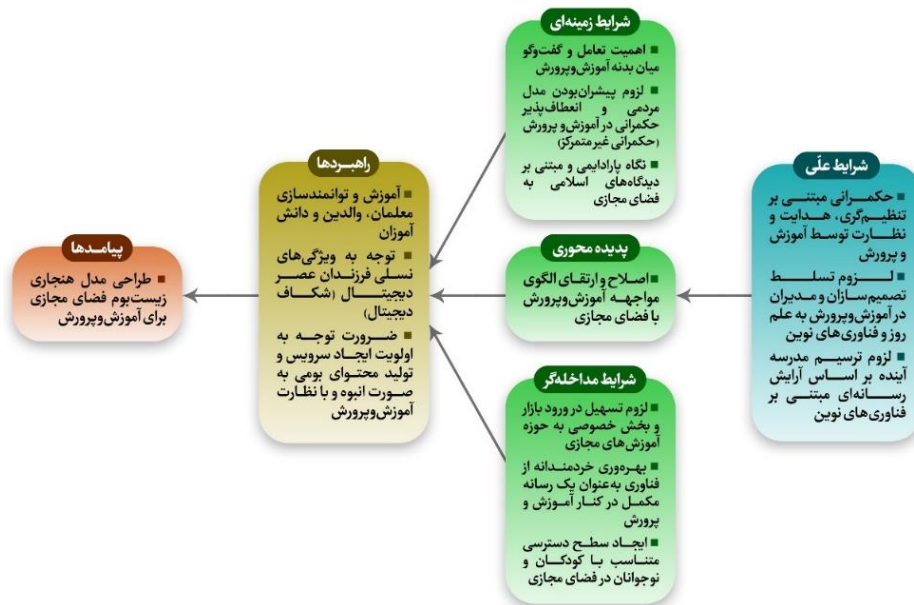 شرایط زمینه‌ای
■ اهمیت تعامل و گفت‌وگو
میان بدنه آموزش‌وپرورش
■ لزوم پیشران‌بودن مدل
مردمی و انعطاف‌پذیر
حکمرانی در آموزش‌و پرورش
(حکمرانی غیرمتمرکز)
■ نگاه پارادایمی و مبتنی بر
دیدگاه‌های اسلامی به
فضای مجازی
شرایط علّی
■ حکمرانی مبتنی بر
تنظیم‌گری، هدایت و
نظارت توسط آموزش
و پرورش
■ لزوم تسلط
تصمیم‌سازان و مدیران
در آموزش‌وپرورش به علم
روز و فناوری‌های نوین
■ لزوم ترسیم مدرسه
آینده بر اساس آرایش
رسانه‌ای مبتنی بر
فناوری‌های نوین
پدیده محوری
■ اصلاح و ارتقای الگوی
مواجهه آموزش‌وپرورش
با فضای مجازی
شرایط مداخله‌گر
■ لزوم تسهیل در ورود بازار
و بخش خصوصی به حوزه
آموزش‌های مجازی
■ بهره‌وری خردمندانه از
فناوری به‌عنوان یک رسانه
مکمل در کنار آموزش و
پرورش
■ ایجاد سطح دسترسی
متناسب با کودکان و
نوجوانان در فضای مجازی
راهبردها
■ آموزش و توانمندسازی
معلمان، والدین و دانش
آموزان
■ توجه به ویژگی‌های
نسلی فرزندان عصر
دیجیتال (شکاف
دیجیتال)
■ ضرورت توجه به
اولویت ایجاد سرویس و
تولید محتوای بومی به
صورت انبوه و با نظارت
آموزش‌وپرورش
پیامدها
■ طراحی مدل هنجاری
زیست‌بوم فضای مجازی
برای آموزش‌وپرورش